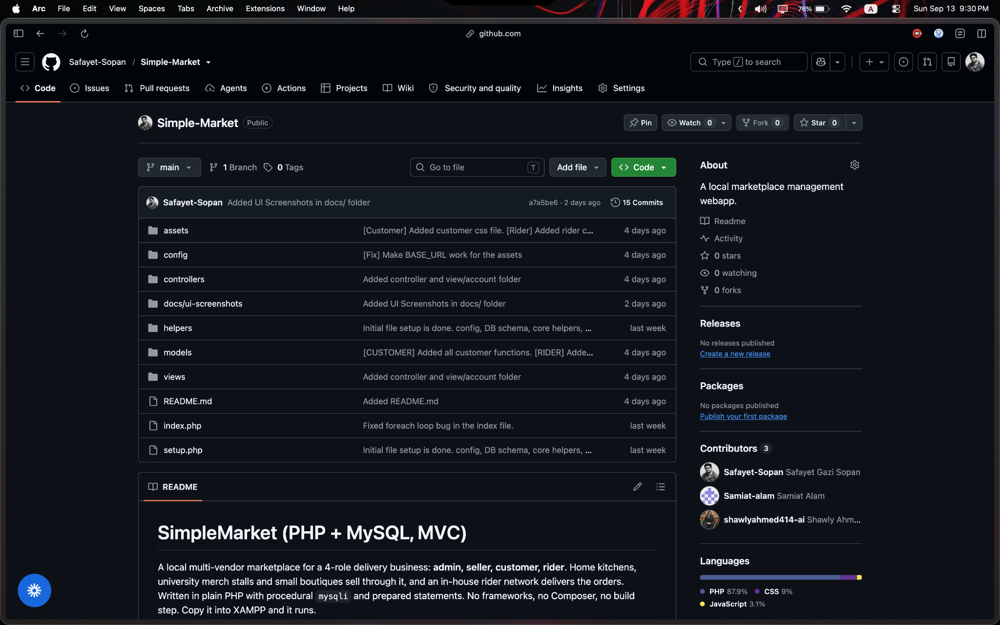 Arc File Edit View Spaces Tabs Archive Extensions Window Help 76% A Sun Sep 13 9:30 PM
github.com
Safayet-Sopan / Simple-Market Type / to search
Code Issues Pull requests Agents Actions Projects Wiki Security and quality Insights Settings
Simple-Market Public Pin Watch 0 Fork 0 Star 0
main 1 Branch 0 Tags Go to file T Add file Code
Safayet-Sopan Added UI Screenshots in docs/ folder a7a5be6 · 2 days ago 15 Commits
assets [Customer] Added customer css file. [Rider] Added rider c... 4 days ago
config [Fix] Make BASE_URL work for the assets 4 days ago
controllers Added controller and view/account folder 4 days ago
docs/ui-screenshots Added UI Screenshots in docs/ folder 2 days ago
helpers Initial file setup is done. config, DB schema, core helpers, ... last week
models [CUSTOMER] Added all customer functions. [RIDER] Adde... 4 days ago
views Added controller and view/account folder 4 days ago
README.md Added README.md 4 days ago
index.php Fixed foreach loop bug in the index file. last week
setup.php Initial file setup is done. config, DB schema, core helpers, ... last week
README
SimpleMarket (PHP + MySQL, MVC)
A local multi-vendor marketplace for a 4-role delivery business: admin, seller, customer, rider. Home kitchens,
university merch stalls and small boutiques sell through it, and an in-house rider network delivers the orders.
Written in plain PHP with procedural mysqli and prepared statements. No frameworks, no Composer, no build
step. Copy it into XAMPP and it runs.
About
A local marketplace management
webapp.
Readme
Activity
0 stars
0 watching
0 forks
Releases
No releases published
Create a new release
Packages
No packages published
Publish your first package
Contributors 3
Safayet-Sopan Safayet Gazi Sopan
Samiat-alam Samiat Alam
shawlyahmed414-ai Shawly Ahm...
Languages
PHP 87.9% CSS 9%
JavaScript 3.1%